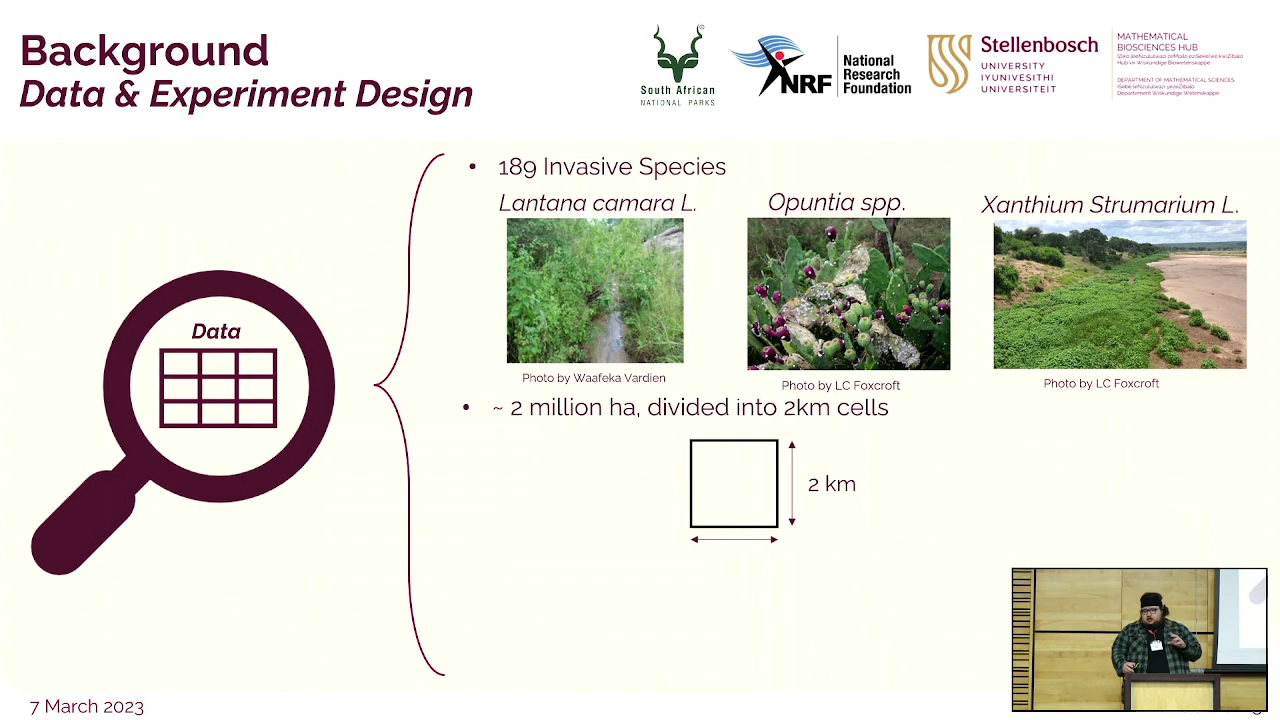 Background
Data & Experiment Design
South African
NATIONAL PARKS
NRF
National
Research
Foundation
Stellenbosch
UNIVERSITY
IYUNIVESITHI
UNIVERSITEIT
MATHEMATICAL
BIOSCIENCES HUB
DEPARTMENT OF MATHEMATICAL SCIENCES
Departement Wiskundige Wetenskappe
• 189 Invasive Species
Lantana camara L.
Opuntia spp.
Xanthium Strumarium L.
Data
Photo by Waafeka Vardien
Photo by LC Foxcroft
Photo by LC Foxcroft
• ~ 2 million ha, divided into 2km cells
2 km
7 March 2023